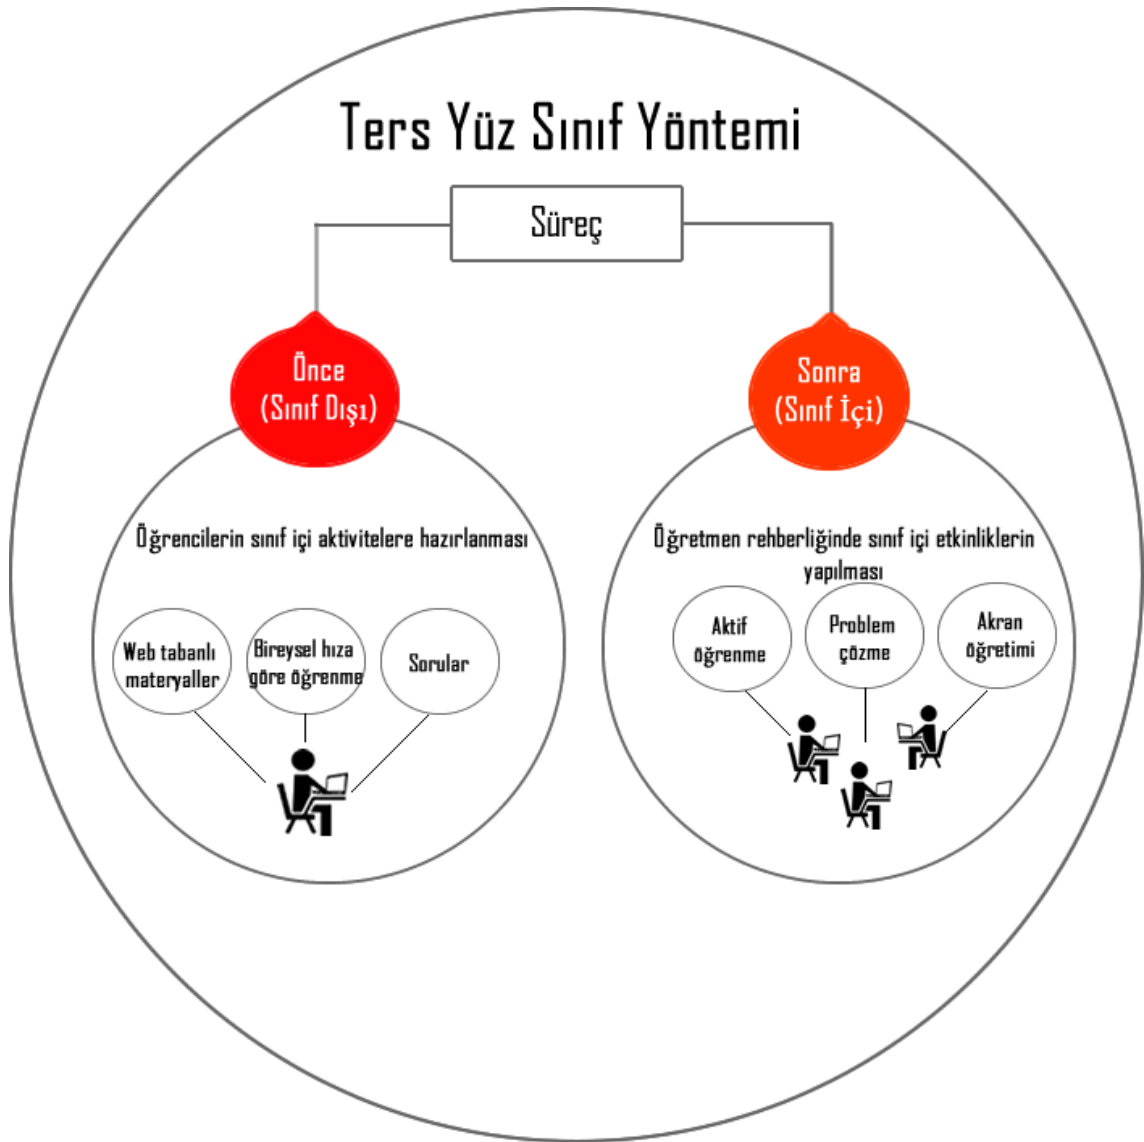 Ters Yüz Sınıf Yöntemi
Süreç
Önce
(Sınıf Dışı)
Öğrencilerin sınıf içi aktivitelere hazırlanması
Web tabanlı
materyaller
Bireysel hıza
göre öğrenme
Sorular
Sonra
(Sınıf İçi)
Öğretmen rehberliğinde sınıf içi etkinliklerin
yapılması
Aktif
öğrenme
Problem
çözme
Akran
öğretimi